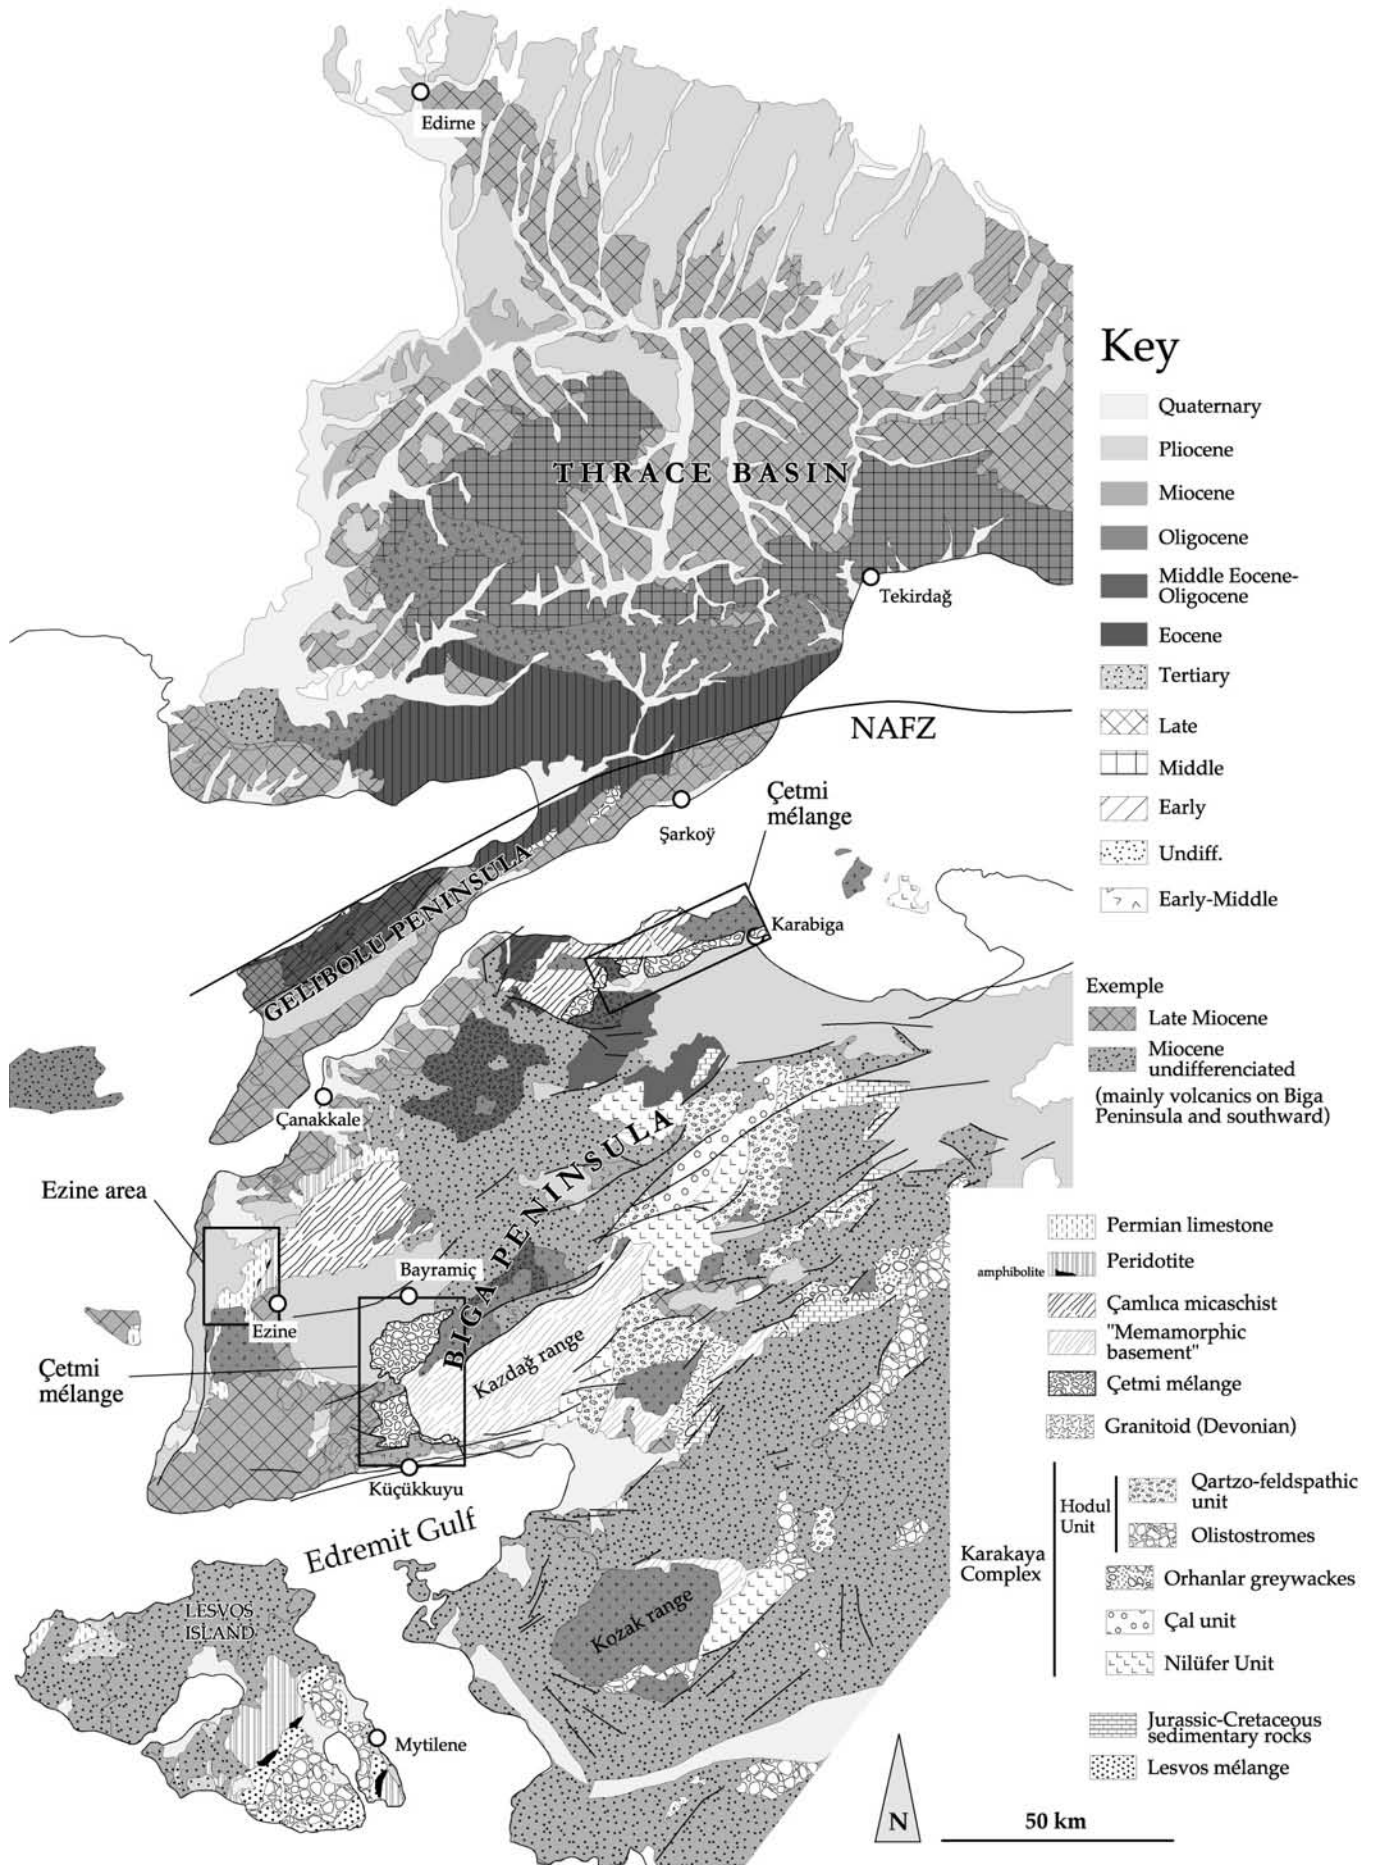 Edirne
THRACE BASIN
Tekirdağ
NAFZ
Şarkoÿ
Çetmi
mélange
Karabiga
GELIBOLU PENINSULA
Çanakkale
BIGA PENINSULA
Ezine area
Bayramiç
Ezine
Çetmi
mélange
Kazdağ range
Küçükkuyu
Edremit Gulf
LESVOS
ISLAND
Kozak range
Mytilene
Key
Quaternary
Pliocene
Miocene
Oligocene
Middle Eocene-
Oligocene
Eocene
Tertiary
Late
Middle
Early
Undiff.
Early-Middle
Exemple
Late Miocene
Miocene
undifferenciated
(mainly volcanics on Biga
Peninsula and southward)
Permian limestone
amphibolite
Peridotite
Çamlıca micaschist
"Memamorphic
basement"
Çetmi mélange
Granitoid (Devonian)
Karakaya
Complex
Hodul
Unit
Qartzo-feldspathic
unit
Olistostromes
Orhanlar greywackes
Çal unit
Nilüfer Unit
Jurassic-Cretaceous
sedimentary rocks
Lesvos mélange
N
50 km